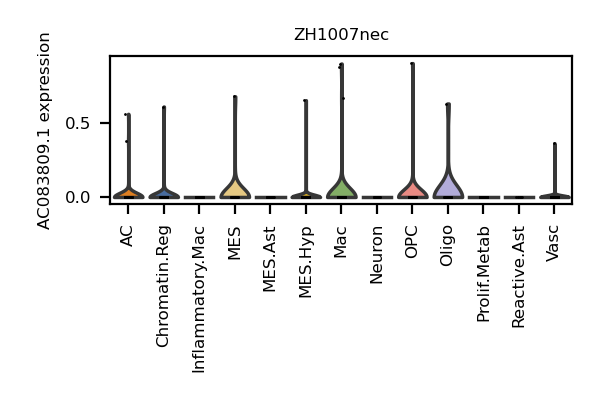 ZH1007nec
AC083809.1 expression
0.5
0.0
AC
Chromatin.Reg
Inflammatory.Mac
MES
MES.Ast
MES.Hyp
Mac
Neuron
OPC
Oligo
Prolif.Metab
Reactive.Ast
Vasc